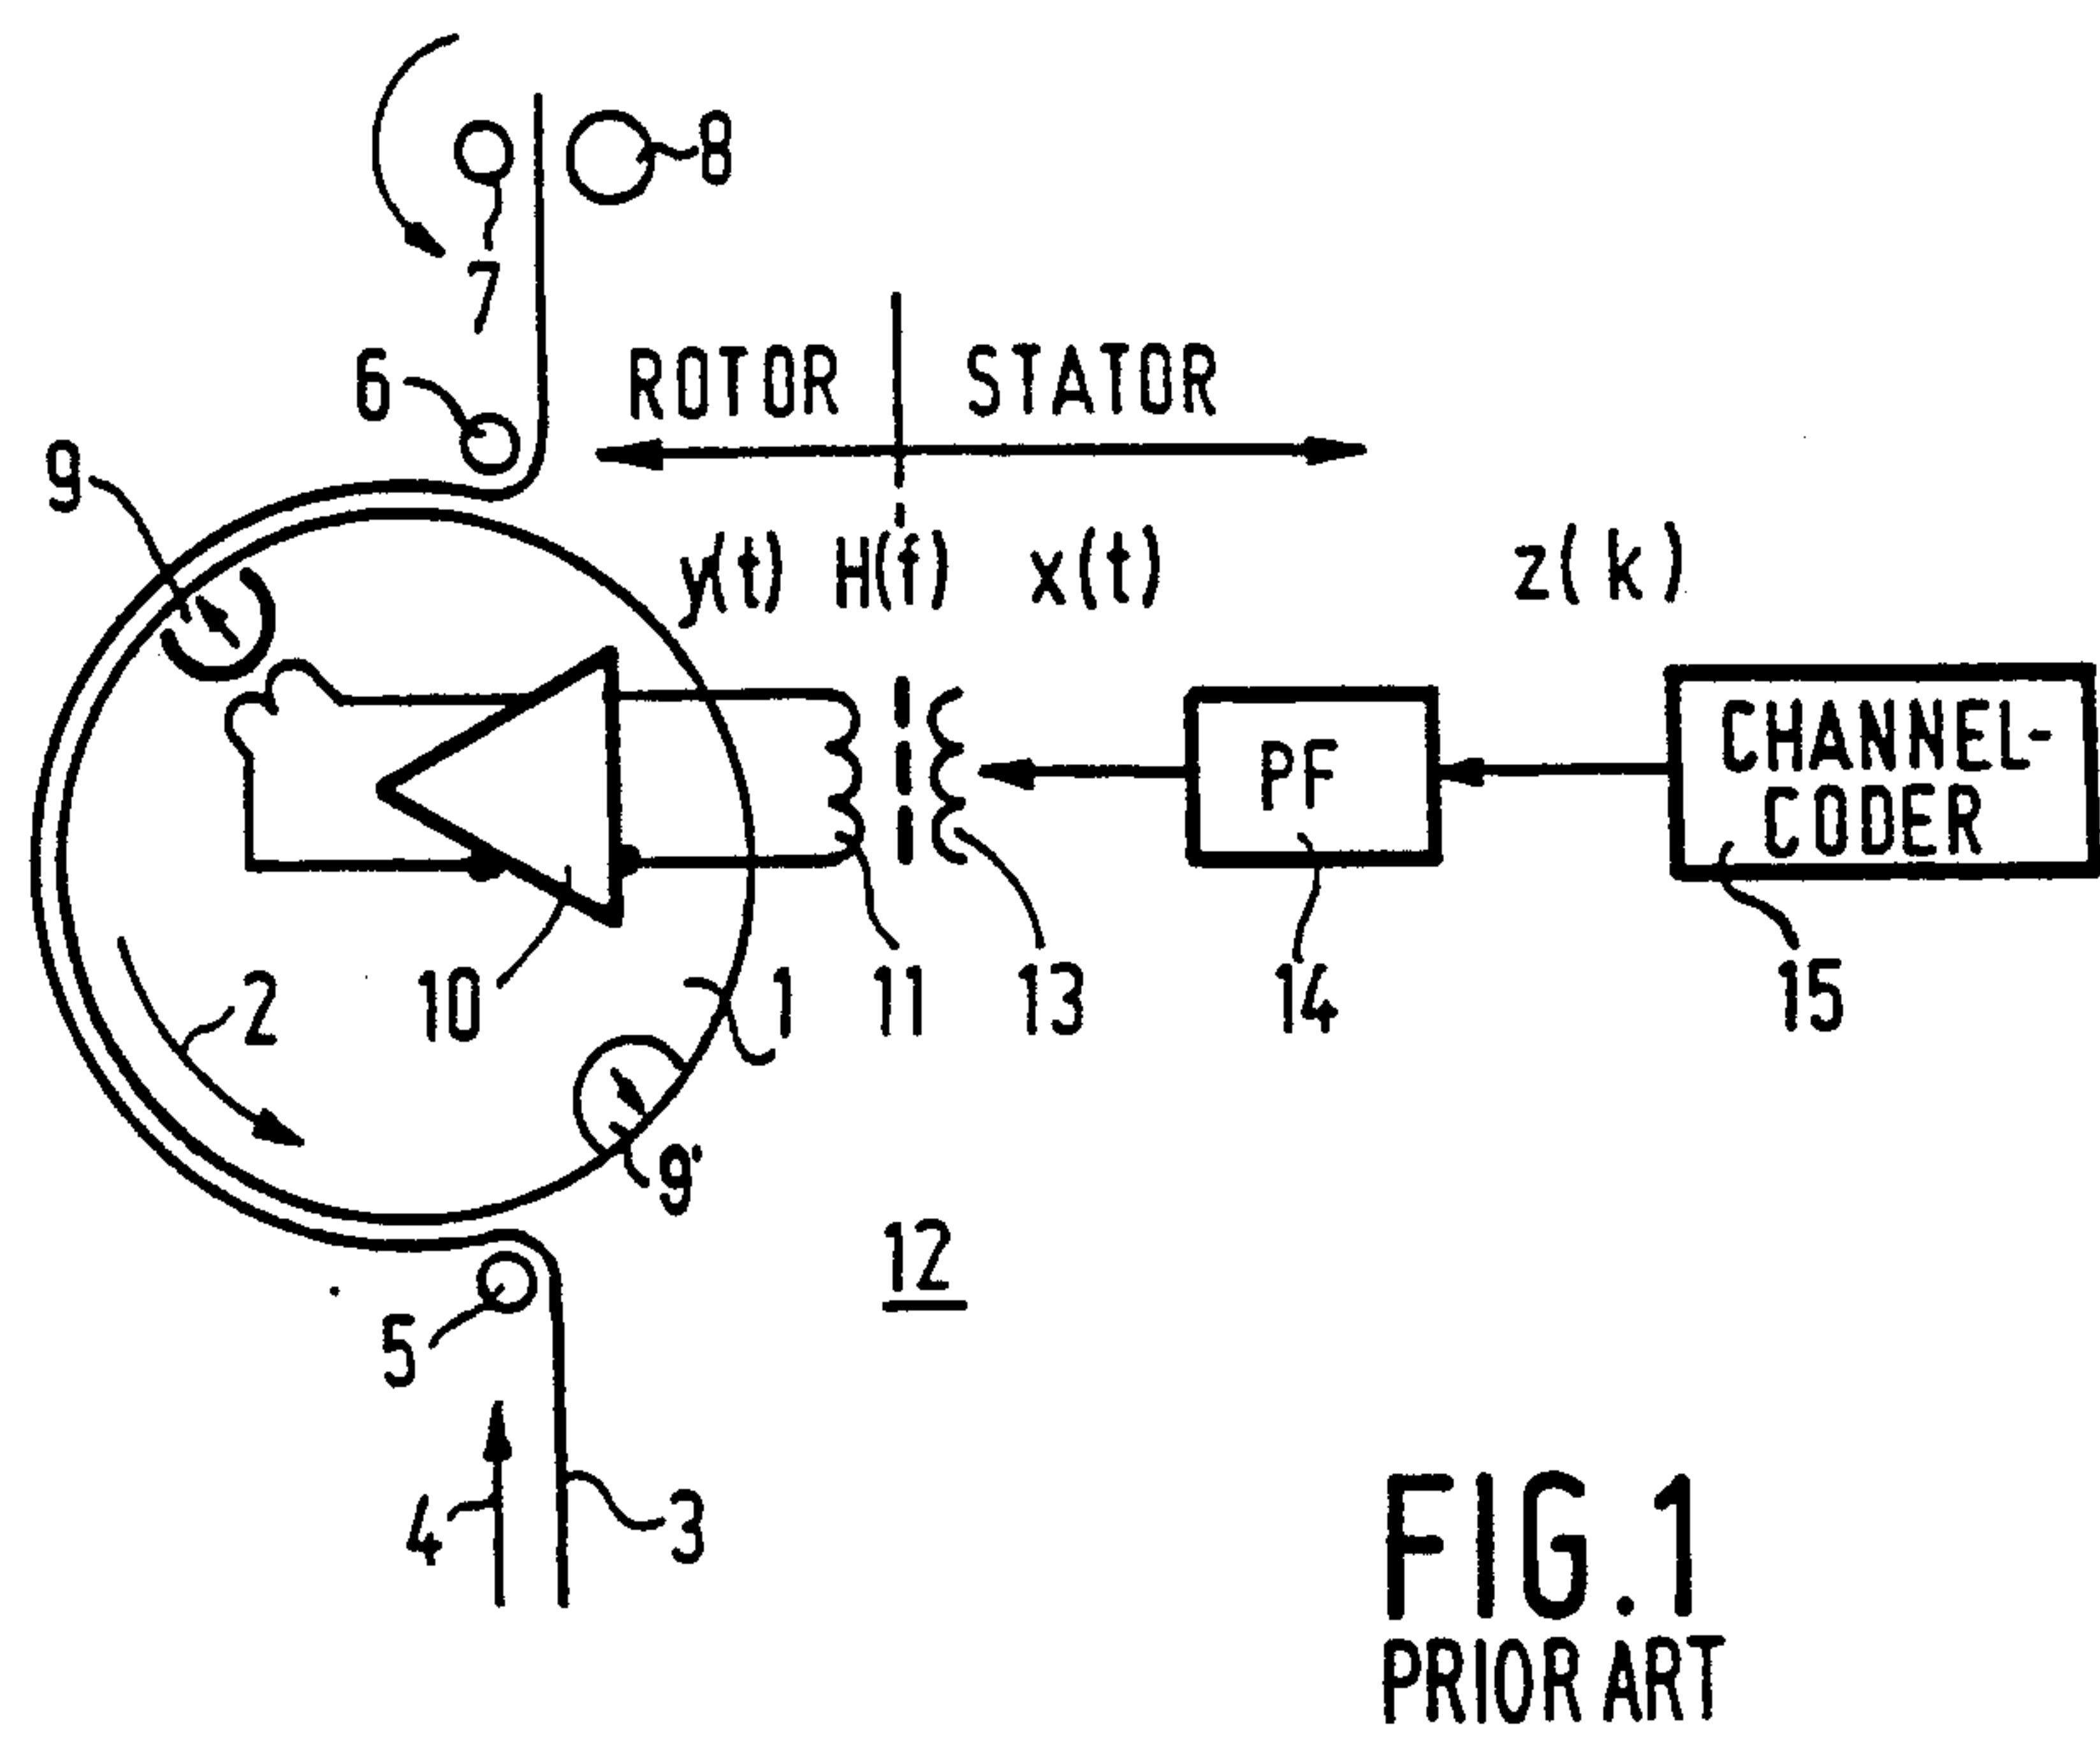 8
7
6
ROTOR STATOR
9
y(t) H(f) x(t) z(k)
PF
CHANNEL-
CODER
2 10 1 11 13 14 15
9'
12
5
4 3
FIG.1
PRIOR ART